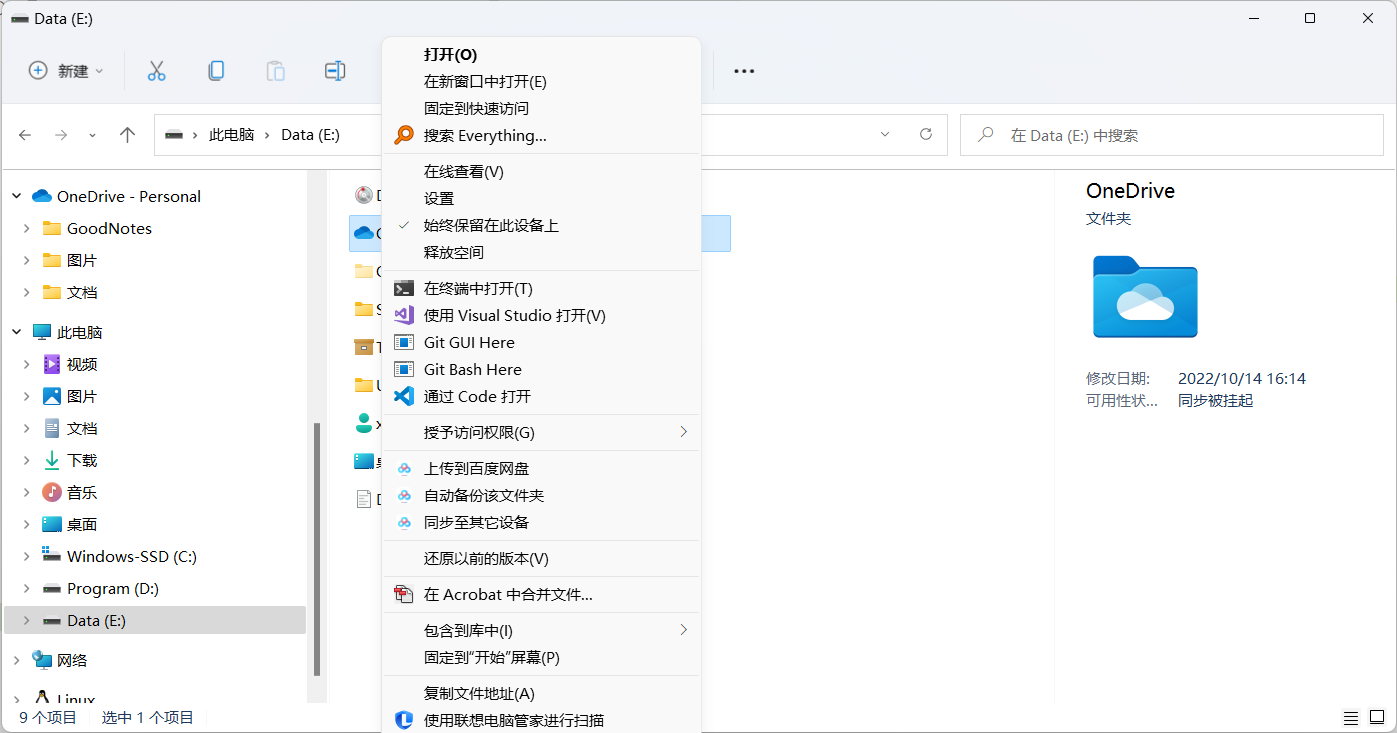 Data (E:)
新建
此电脑 Data (E:)
在 Data (E:) 中搜索
OneDrive - Personal
GoodNotes
图片
文档
此电脑
视频
图片
文档
下载
音乐
桌面
Windows-SSD (C:)
Program (D:)
Data (E:)
网络
Linux
打开(O)
在新窗口中打开(E)
固定到快速访问
搜索 Everything...
在线查看(V)
设置
始终保留在此设备上
释放空间
在终端中打开(T)
使用 Visual Studio 打开(V)
Git GUI Here
Git Bash Here
通过 Code 打开
授予访问权限(G)
上传到百度网盘
自动备份该文件夹
同步至其它设备
还原以前的版本(V)
在 Acrobat 中合并文件...
包含到库中(I)
固定到“开始”屏幕(P)
复制文件地址(A)
使用联想电脑管家进行扫描
OneDrive
文件夹
修改日期: 2022/10/14 16:14
可用性状... 同步被挂起
9 个项目 选中 1 个项目